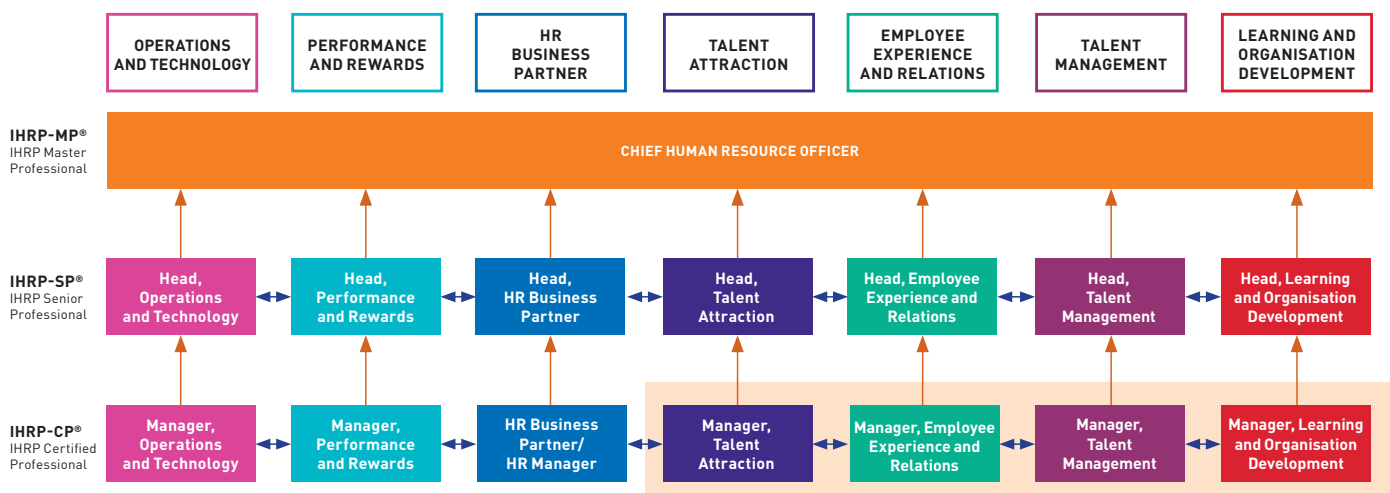 OPERATIONS
AND TECHNOLOGY
PERFORMANCE
AND REWARDS
HR
BUSINESS
PARTNER
TALENT
ATTRACTION
EMPLOYEE
EXPERIENCE
AND RELATIONS
TALENT
MANAGEMENT
LEARNING AND
ORGANISATION
DEVELOPMENT
IHRP-MP®
IHRP Master
Professional
CHIEF HUMAN RESOURCE OFFICER
IHRP-SP®
IHRP Senior
Professional
Head,
Operations
and Technology
Head,
Performance
and Rewards
Head,
HR Business
Partner
Head,
Talent
Attraction
Head, Employee
Experience and
Relations
Head,
Talent
Management
Head, Learning
and Organisation
Development
IHRP-CP®
IHRP Certified
Professional
Manager,
Operations
and Technology
Manager,
Performance
and Rewards
HR Business
Partner/
HR Manager
Manager,
Talent
Attraction
Manager, Employee
Experience and
Relations
Manager,
Talent
Management
Manager, Learning
and Organisation
Development